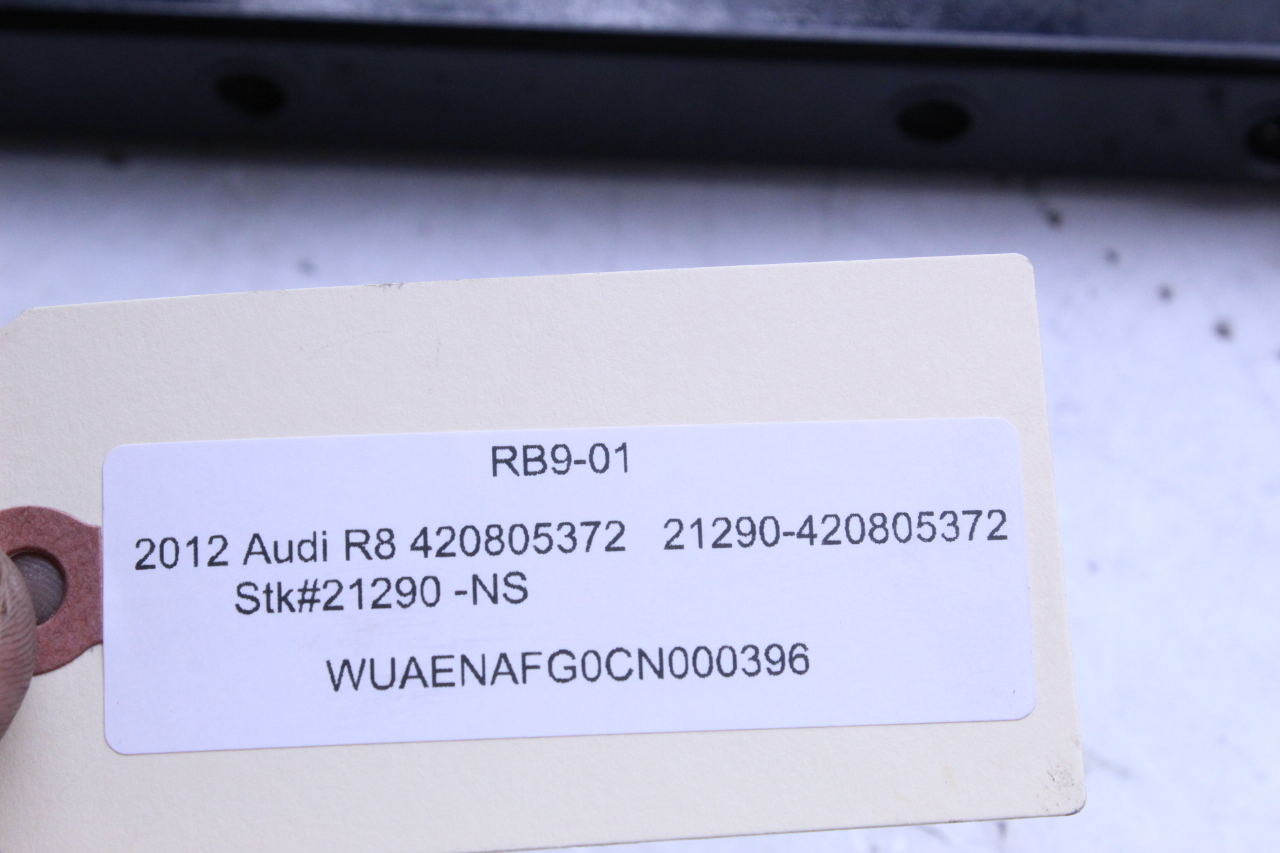 RB9-01
2012 Audi R8 420805372 21290-420805372
Stk#21290 -NS
WUAENAFG0CN000396